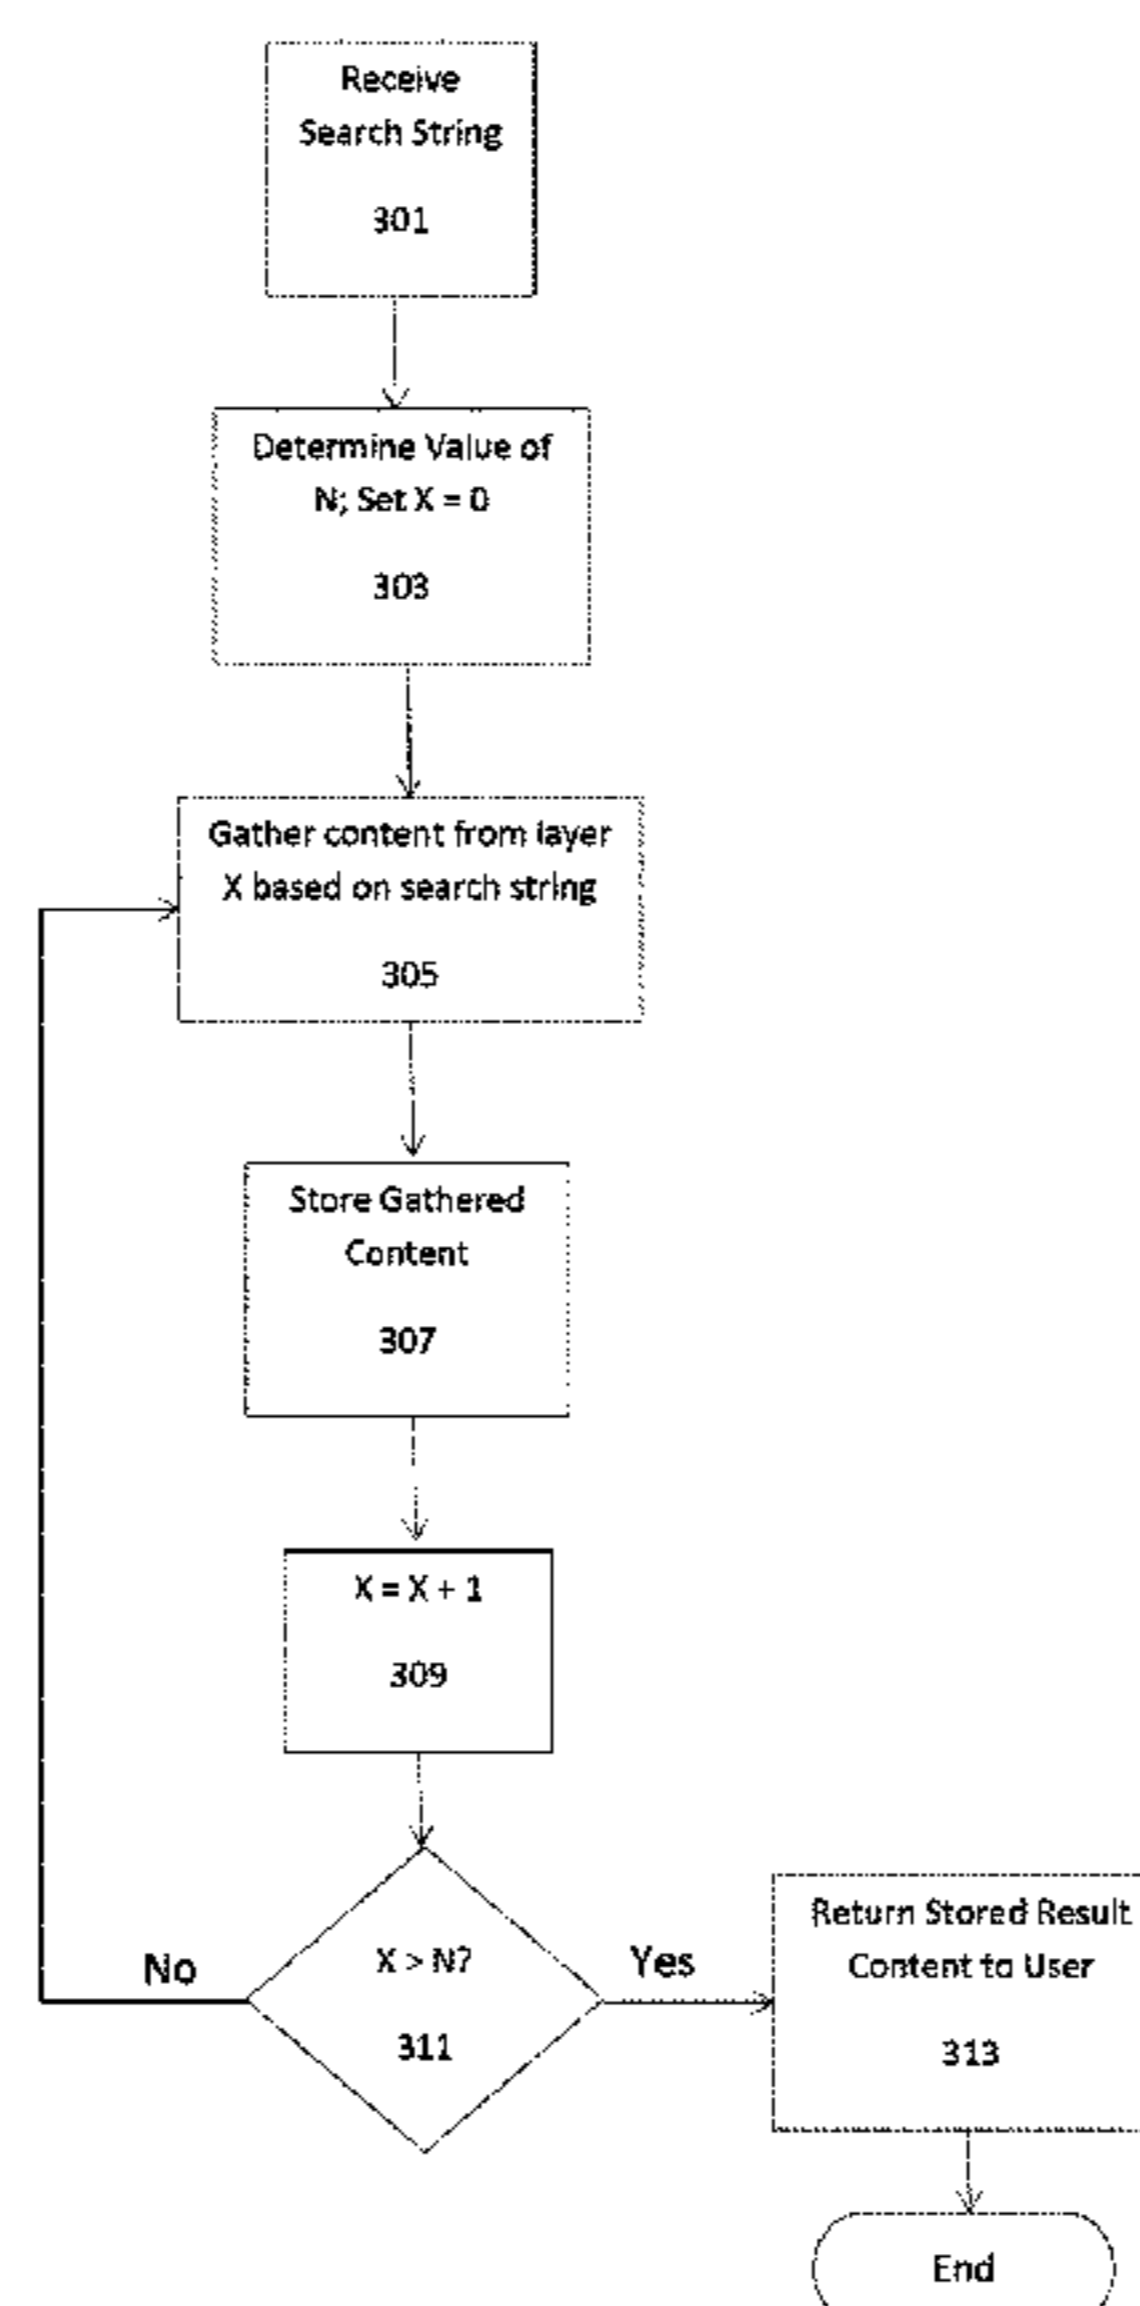 Receive
Search String
301
Determine Value of
N; Set X = 0
303
Gather content from layer
X based on search string
305
Store Gathered
Content
307
X = X + 1
309
X > N?
311
No
Yes
Return Stored Result
Content to User
313
End